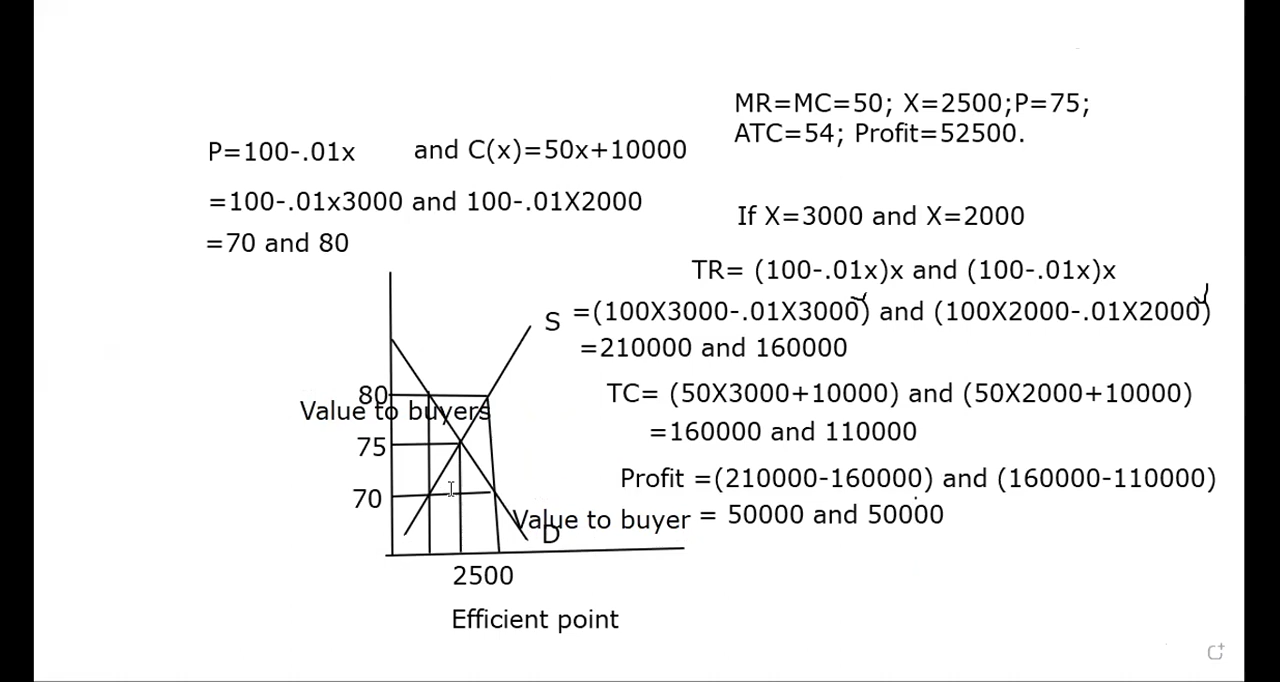 MR=MC=50; X=2500;P=75;
ATC=54; Profit=52500.
P=100-.01x and C(x)=50x+10000
=100-.01x3000 and 100-.01X2000
=70 and 80
If X=3000 and X=2000
TR= (100-.01x)x and (100-.01x)x
=(100X3000-.01X3000) and (100X2000-.01X2000)
=210000 and 160000
TC= (50X3000+10000) and (50X2000+10000)
=160000 and 110000
Profit =(210000-160000) and (160000-110000)
= 50000 and 50000
S
80
Value to buyers
75
70
Value to buyer
D
2500
Efficient point